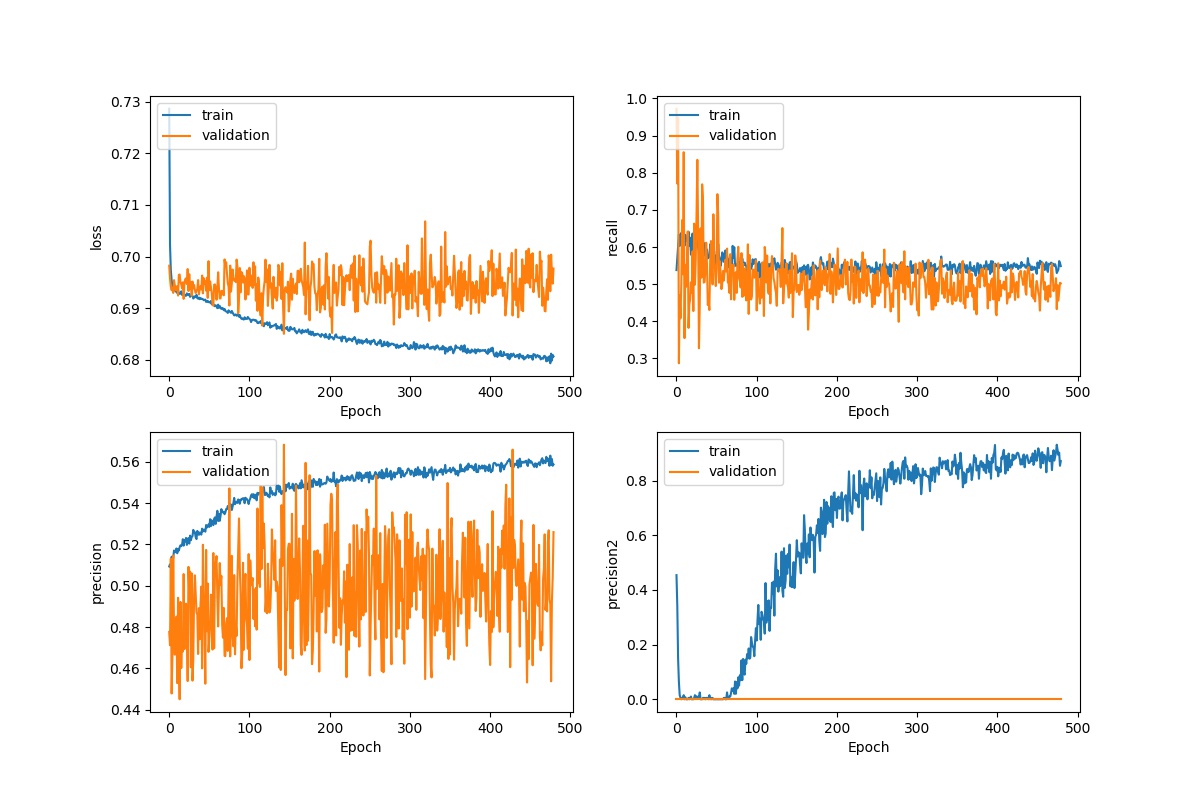 0.73
0.72
0.71
0.70
0.69
0.68
loss
train
validation
0 100 200 300 400 500
Epoch
1.0
0.9
0.8
0.7
0.6
0.5
0.4
0.3
recall
train
validation
0 100 200 300 400 500
Epoch
0.56
0.54
0.52
0.50
0.48
0.46
0.44
precision
train
validation
0 100 200 300 400 500
Epoch
0.8
0.6
0.4
0.2
0.0
precision2
train
validation
0 100 200 300 400 500
Epoch